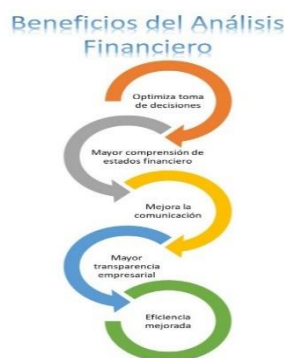 Beneficios del Análisis
Financiero
Optimiza toma
de decisiones
Mayor comprensión de
estados financiero
Mejora la
comunicación
Mayor
transparencia
empresarial
Eficiencia
mejorada